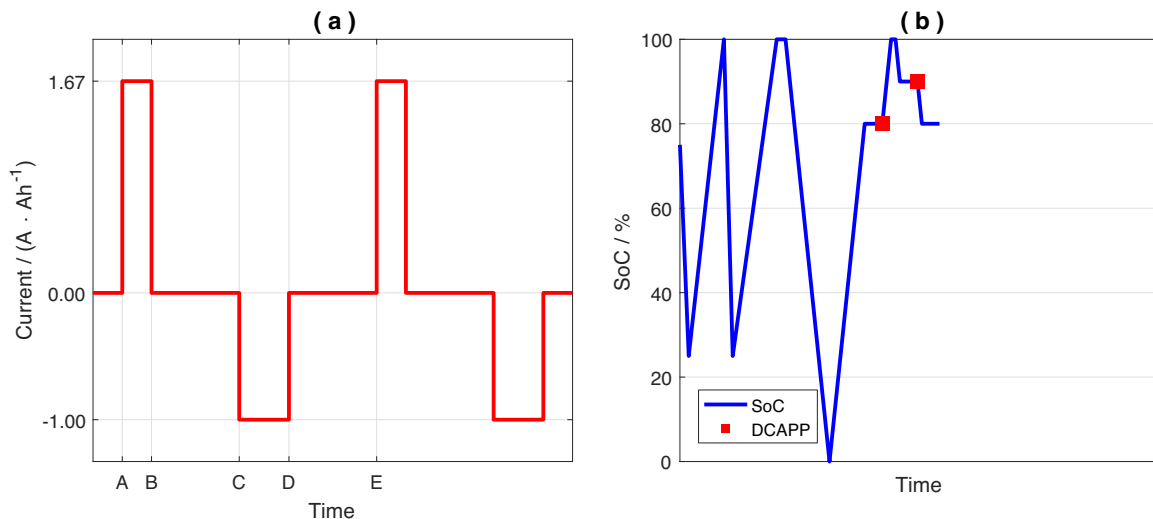 ( a )
Current / (A · Ah⁻¹)
1.67
0.00
-1.00
A B C D E
Time
( b )
SoC / %
100
80
60
40
20
0
SoC
DCAPP
Time